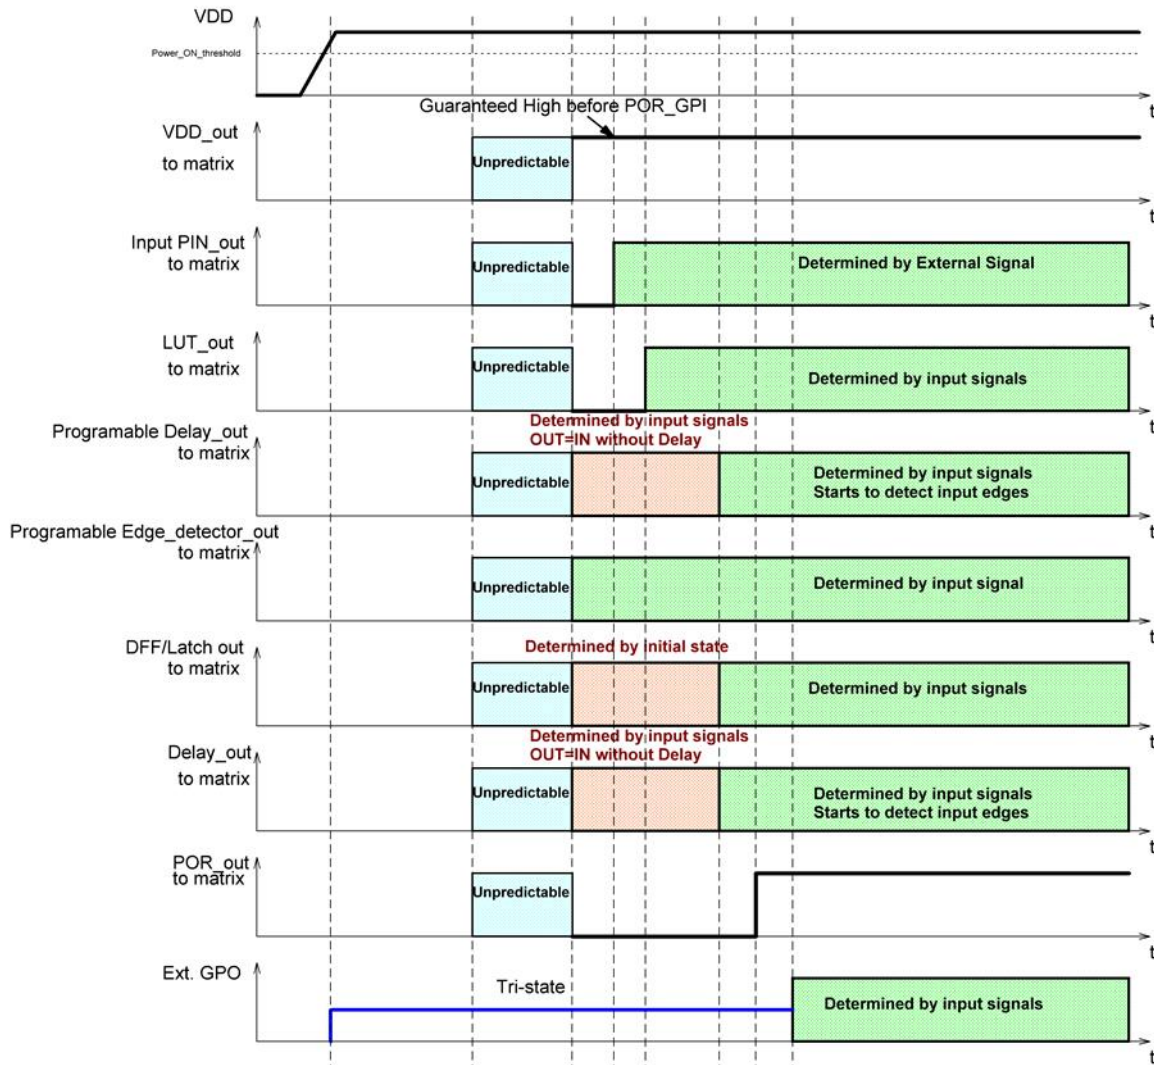 VDD
Power_ON_threshold
t
Guaranteed High before POR_GPI
VDD_out
to matrix
Unpredictable
t
Input PIN_out
to matrix
Unpredictable
Determined by External Signal
t
LUT_out
to matrix
Unpredictable
Determined by input signals
t
Programable Delay_out
to matrix
Determined by input signals
OUT=IN without Delay
Unpredictable
Determined by input signals
Starts to detect input edges
t
Programable Edge_detector_out
to matrix
Unpredictable
Determined by input signal
t
DFF/Latch out
to matrix
Determined by initial state
Unpredictable
Determined by input signals
t
Delay_out
to matrix
Determined by input signals
OUT=IN without Delay
Unpredictable
Determined by input signals
Starts to detect input edges
t
POR_out
to matrix
Unpredictable
t
Ext. GPO
Tri-state
Determined by input signals
t